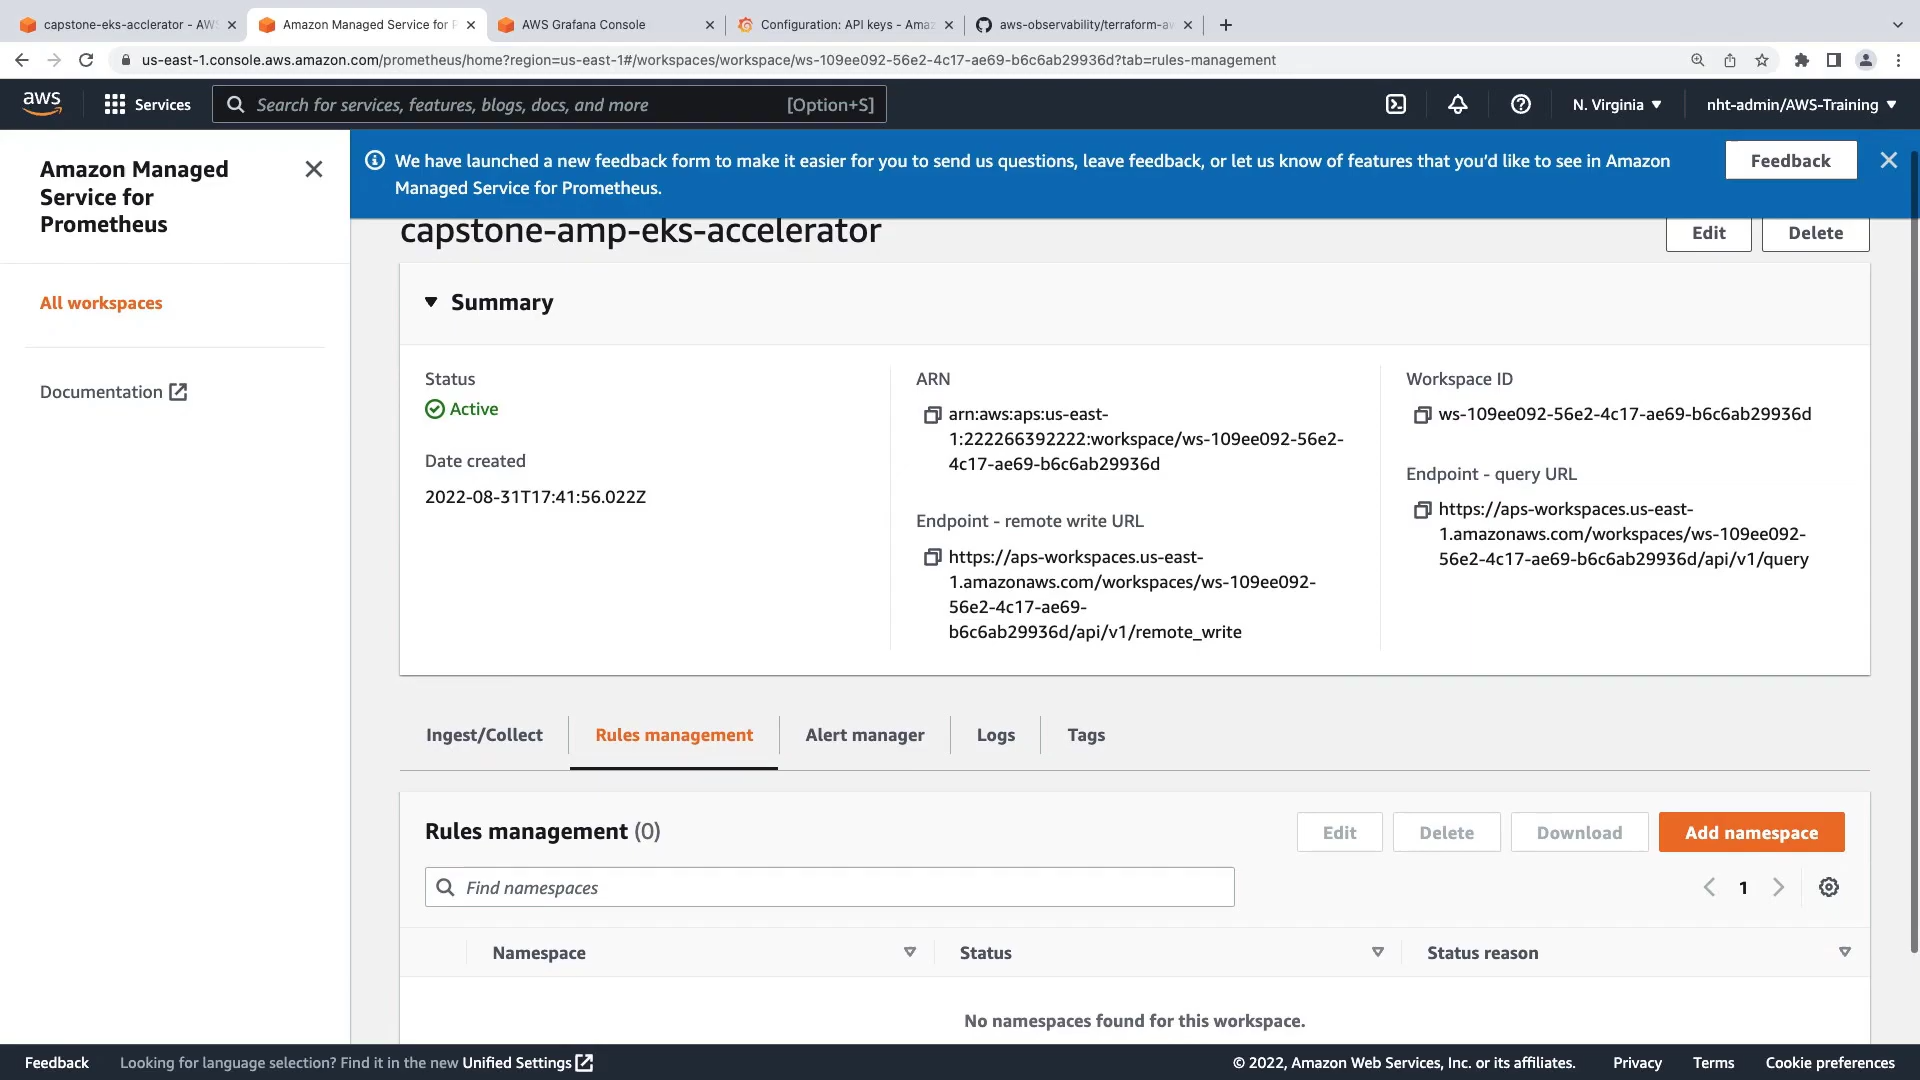 capstone-eks-acclerator - AWS
Amazon Managed Service for P
AWS Grafana Console
Configuration: API keys - Amaz
aws-observability/terraform-aw
us-east-1.console.aws.amazon.com/prometheus/home?region=us-east-1#/workspaces/workspace/ws-109ee092-56e2-4c17-ae69-b6c6ab29936d?tab=rules-management
aws
Services
Search for services, features, blogs, docs, and more
[Option+S]
N. Virginia
nht-admin/AWS-Training
Amazon Managed
Service for
Prometheus
All workspaces
Documentation
We have launched a new feedback form to make it easier for you to send us questions, leave feedback, or let us know of features that you'd like to see in Amazon
Managed Service for Prometheus.
Feedback
capstone-amp-eks-accelerator
Edit
Delete
Summary
Status
Active
Date created
2022-08-31T17:41:56.022Z
ARN
arn:aws:aps:us-east-
1:222266392222:workspace/ws-109ee092-56e2-
4c17-ae69-b6c6ab29936d
Endpoint - remote write URL
https://aps-workspaces.us-east-
1.amazonaws.com/workspaces/ws-109ee092-
56e2-4c17-ae69-
b6c6ab29936d/api/v1/remote_write
Workspace ID
ws-109ee092-56e2-4c17-ae69-b6c6ab29936d
Endpoint - query URL
https://aps-workspaces.us-east-
1.amazonaws.com/workspaces/ws-109ee092-
56e2-4c17-ae69-b6c6ab29936d/api/v1/query
Ingest/Collect
Rules management
Alert manager
Logs
Tags
Rules management (0)
Edit
Delete
Download
Add namespace
Find namespaces
1
Namespace
Status
Status reason
No namespaces found for this workspace.
Feedback
Looking for language selection? Find it in the new Unified Settings
© 2022, Amazon Web Services, Inc. or its affiliates.
Privacy
Terms
Cookie preferences